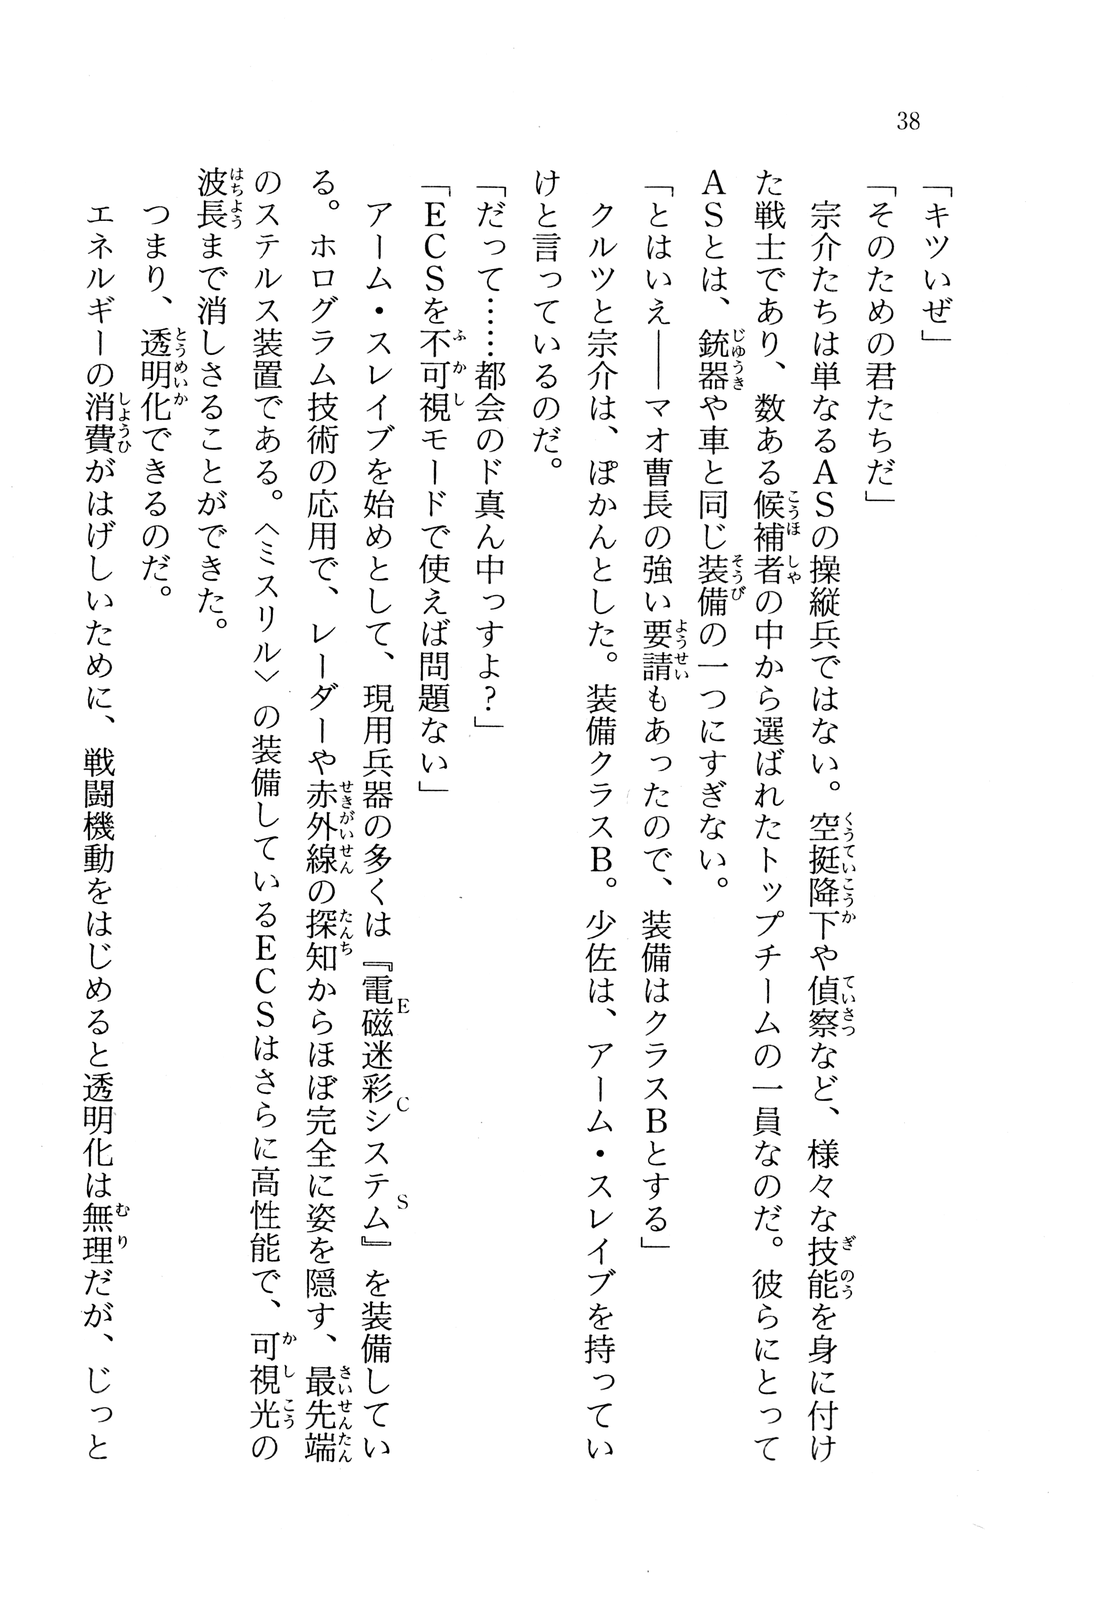 38
「キツいぜ」
「そのための君たちだ」
　宗介たちは単なるＡＳの操縦兵ではない。空挺降下や偵察など、様々な技能を身に付け
た戦士であり、数ある候補者の中から選ばれたトップチームの一員なのだ。彼らにとって
ＡＳとは、銃器や車と同じ装備の一つにすぎない。
「とはいえ――マオ曹長の強い要請もあったので、装備はクラスＢとする」
　クルツと宗介は、ぽかんとした。装備クラスＢ。少佐は、アーム・スレイブを持ってい
けと言っているのだ。
「だって……都会のド真ん中っすよ？」
「ＥＣＳを不可視モードで使えば問題ない」
　アーム・スレイブを始めとして、現用兵器の多くは『電磁迷彩システム』を装備してい
る。ホログラム技術の応用で、レーダーや赤外線の探知からほぼ完全に姿を隠す、最先端
のステルス装置である。〈ミスリル〉の装備しているＥＣＳはさらに高性能で、可視光の
波長まで消しさることができた。
　つまり、透明化できるのだ。
　エネルギーの消費がはげしいために、戦闘機動をはじめると透明化は無理だが、じっと